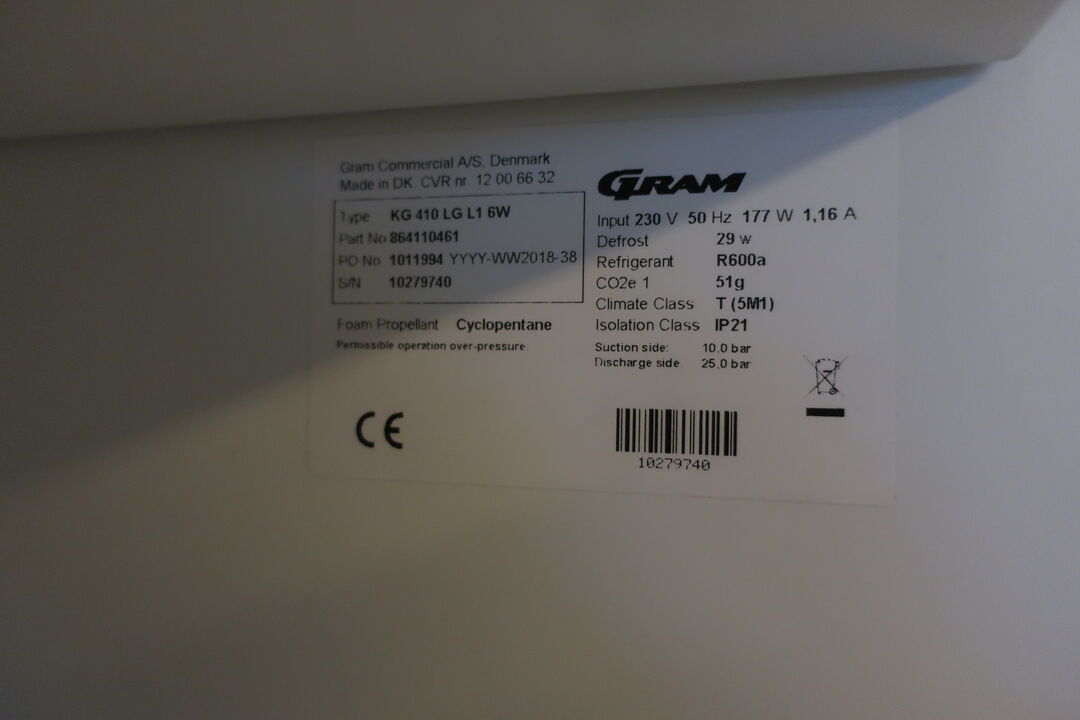 Gram Commercial A/S, Denmark
Made in DK. CVR nr. 12 00 66 32
Type KG 410 LG L1 6W
Part No 864110461
PO No 1011994 YYYY-WW2018-38
S/N 10279740
Foam Propellant Cyclopentane
Permissible operation over-pressure:
GRAM
Input 230 V 50 Hz 177 W 1,16 A
Defrost 29 w
Refrigerant R600a
CO2e 1 51g
Climate Class T (5M1)
Isolation Class IP21
Suction side: 10,0 bar
Discharge side: 25,0 bar
CE
10279740